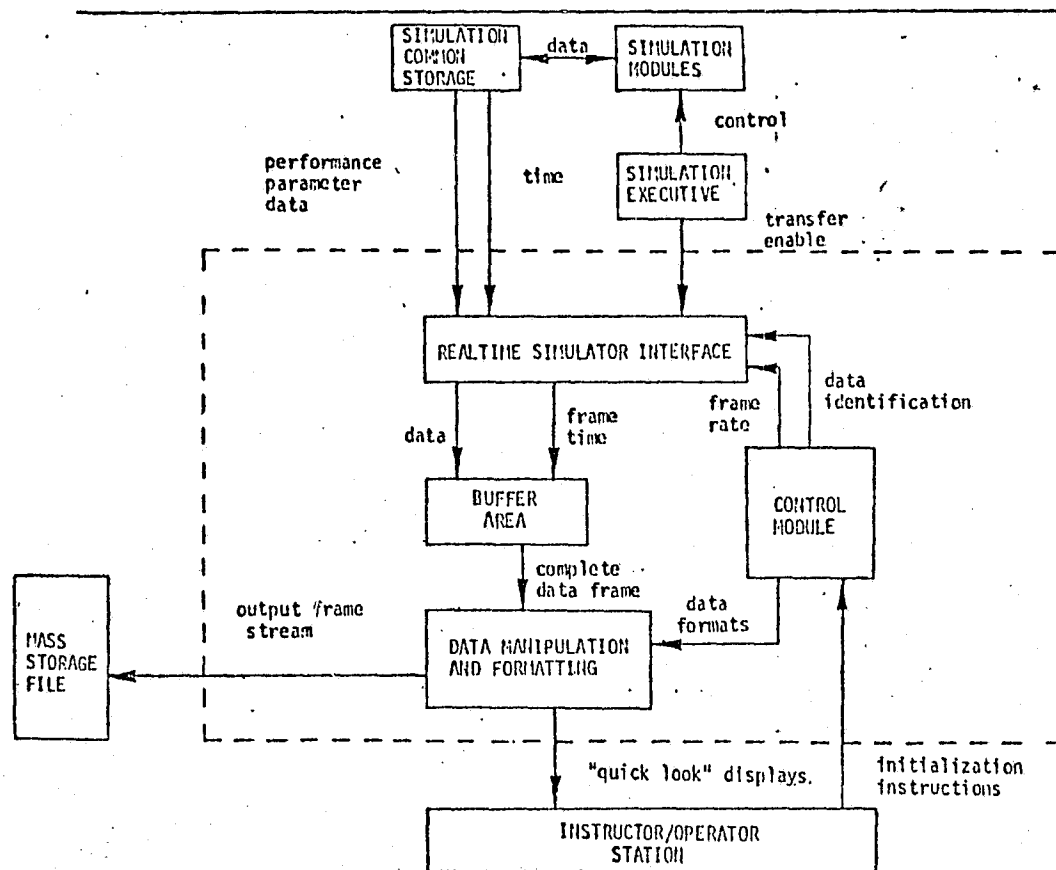 SIMULATION
COMMON
STORAGE
data
SIMULATION
MODULES
control
performance
parameter
data
time
SIMULATION
EXECUTIVE
transfer
enable
REALTIME SIMULATOR INTERFACE
data
frame
time
frame
rate
data
identification
BUFFER
AREA
CONTROL
MODULE
complete
data frame
MASS
STORAGE
FILE
output frame
stream
DATA MANIPULATION
AND FORMATTING
data
formats
"quick look" displays.
initialization
instructions
INSTRUCTOR/OPERATOR
STATION